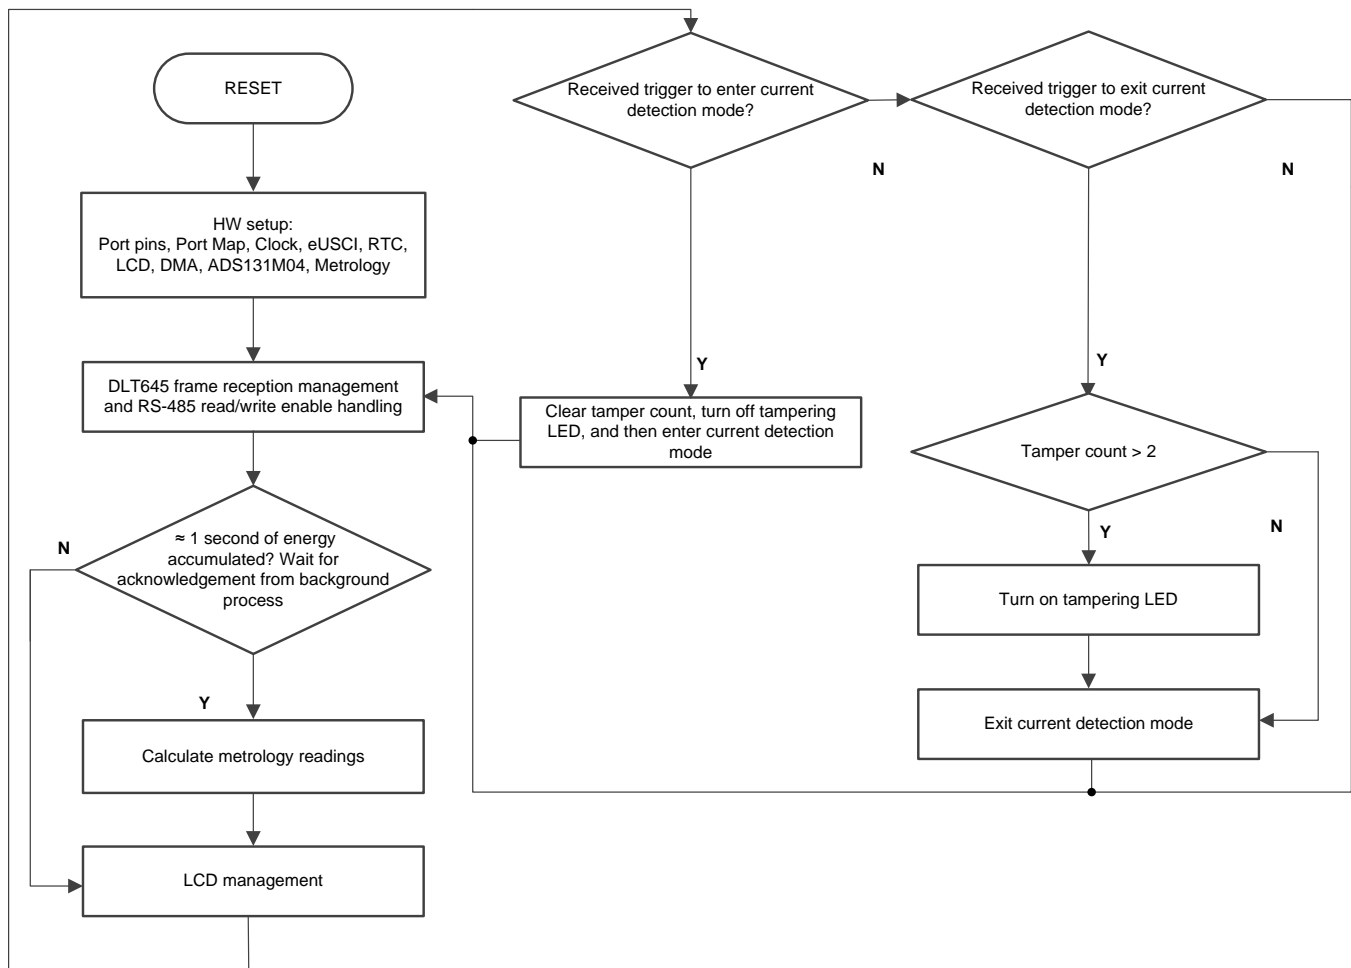 RESET
HW setup:
Port pins, Port Map, Clock, eUSCI, RTC,
LCD, DMA, ADS131M04, Metrology
DLT645 frame reception management
and RS-485 read/write enable handling
N
≈ 1 second of energy
accumulated? Wait for
acknowledgement from background
process
Y
Calculate metrology readings
LCD management
Received trigger to enter current
detection mode?
N
Y
Clear tamper count, turn off tampering
LED, and then enter current detection
mode
Received trigger to exit current
detection mode?
N
Y
Tamper count > 2
N
Y
Turn on tampering LED
Exit current detection mode